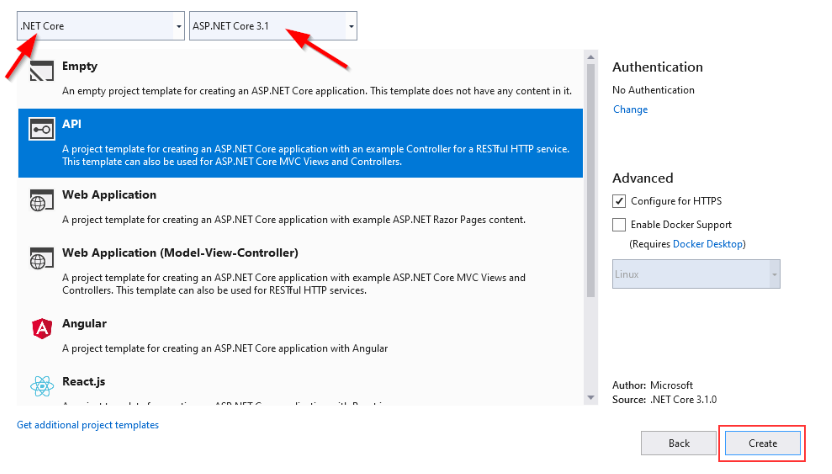 .NET Core
ASP.NET Core 3.1
Empty
An empty project template for creating an ASP.NET Core application. This template does not have any content in it.
API
A project template for creating an ASP.NET Core application with an example Controller for a RESTful HTTP service.
This template can also be used for ASP.NET Core MVC Views and Controllers.
Web Application
A project template for creating an ASP.NET Core application with example ASP.NET Razor Pages content.
Web Application (Model-View-Controller)
A project template for creating an ASP.NET Core application with example ASP.NET Core MVC Views and
Controllers. This template can also be used for RESTful HTTP services.
Angular
A project template for creating an ASP.NET Core application with Angular
React.js
Get additional project templates
Authentication
No Authentication
Change
Advanced
Configure for HTTPS
Enable Docker Support
(Requires Docker Desktop)
Linux
Author: Microsoft
Source: .NET Core 3.1.0
Back
Create